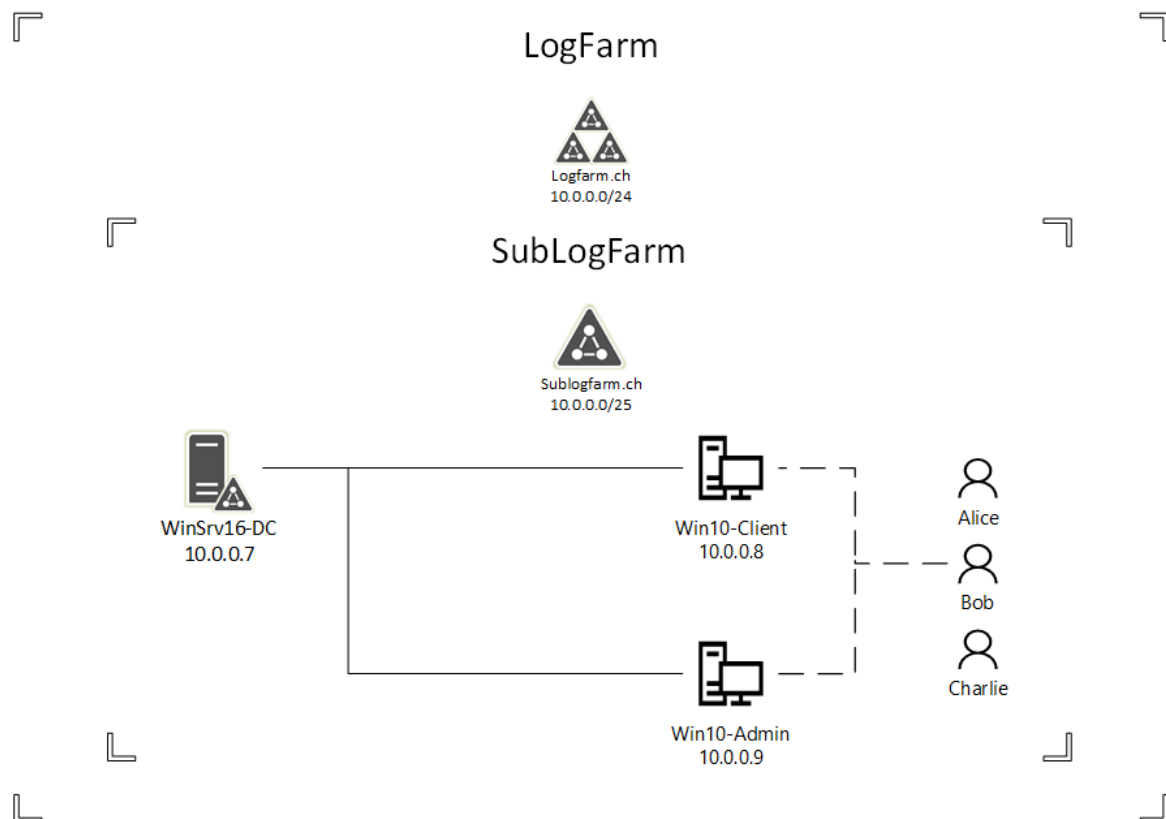 LogFarm
Logfarm.ch
10.0.0.0/24
SubLogFarm
Sublogfarm.ch
10.0.0.0/25
WinSrv16-DC
10.0.0.7
Win10-Client
10.0.0.8
Alice
Bob
Charlie
Win10-Admin
10.0.0.9